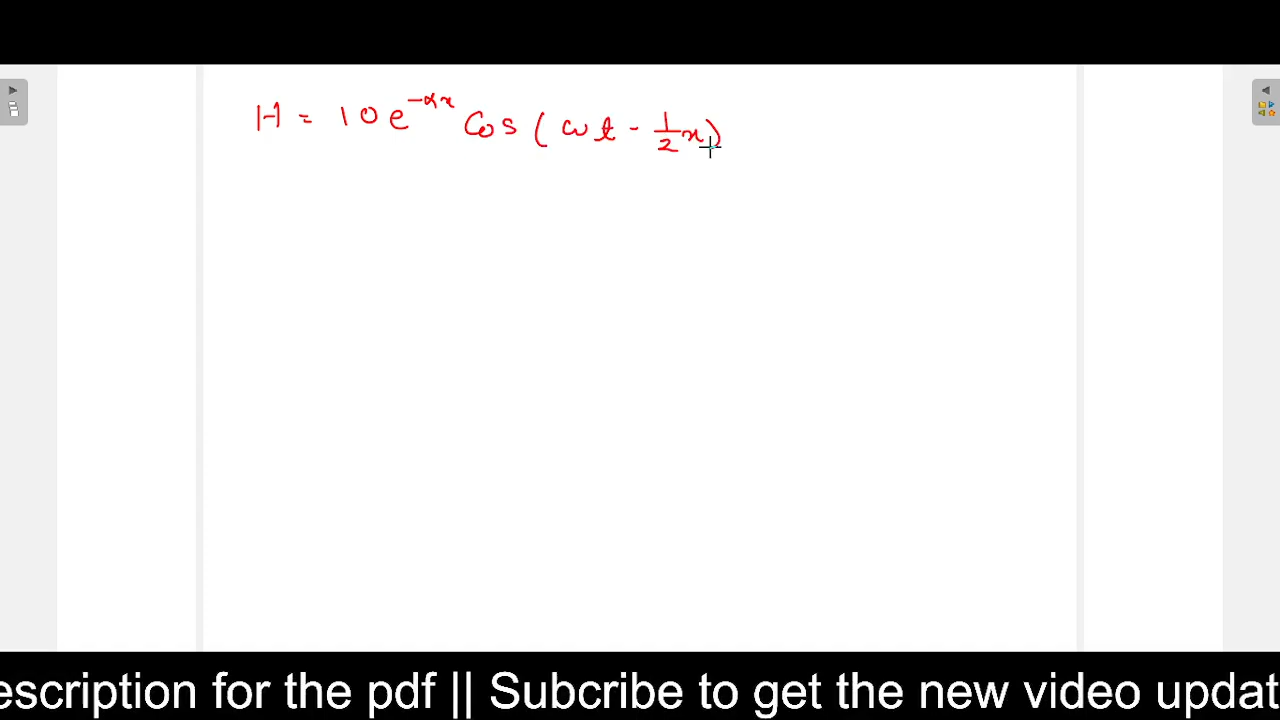 H = 10e^{-αx} Cos (ωt - 1/2 x)
escription for the pdf || Subcribe to get the new video updat